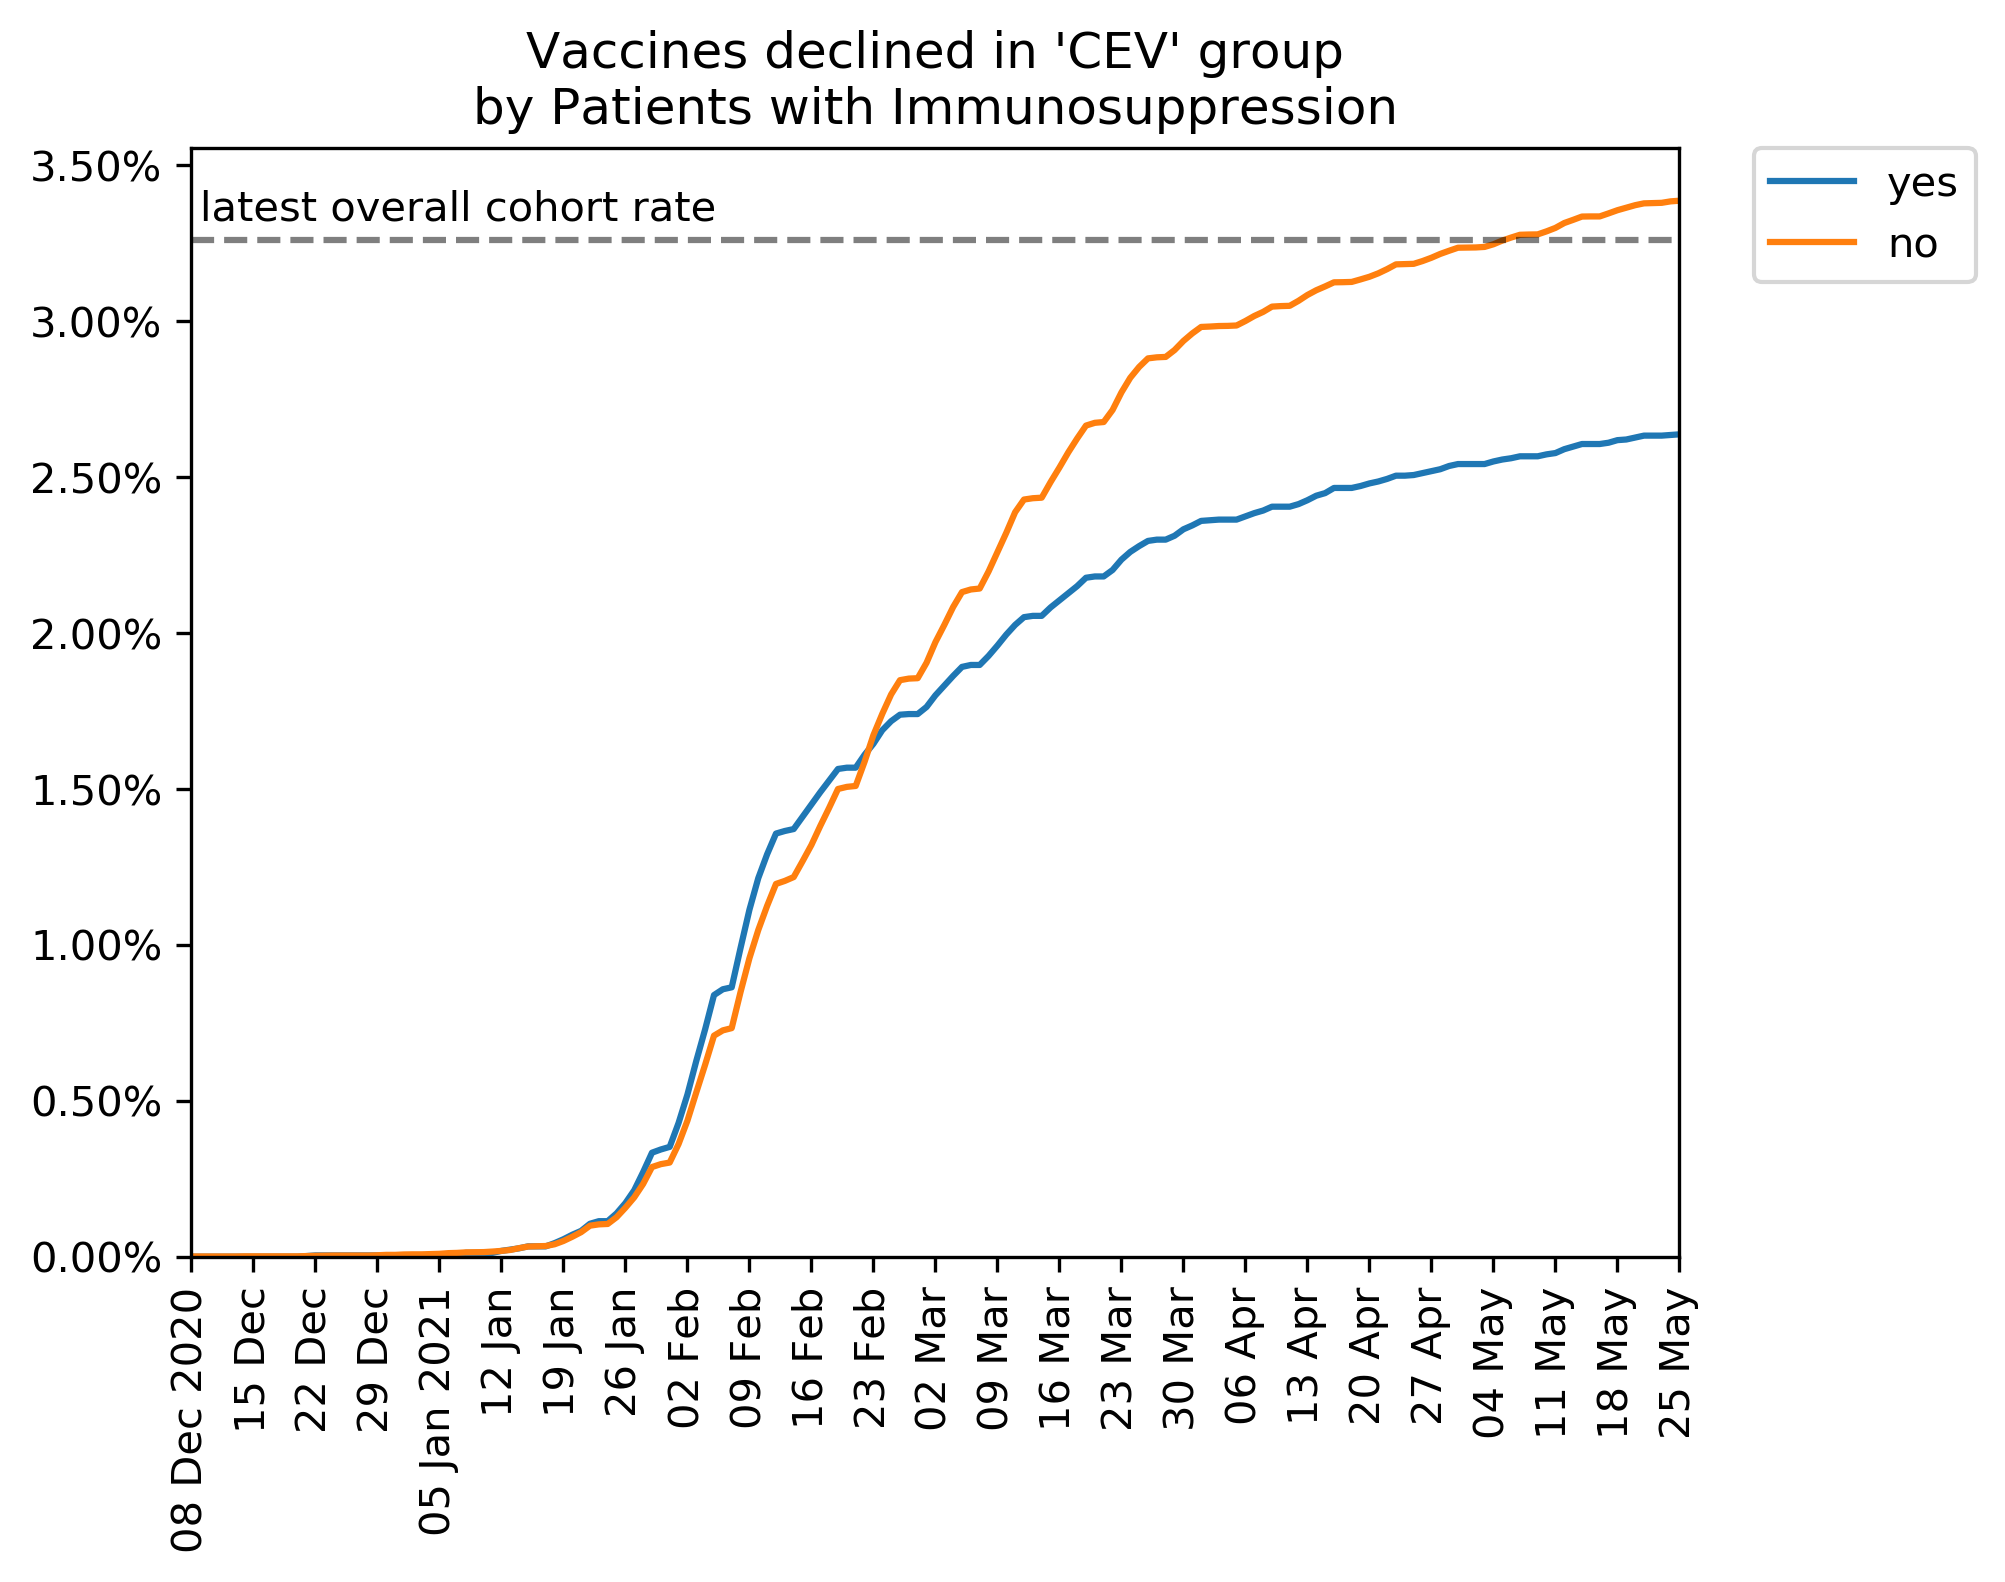 Vaccines declined in 'CEV' group
by Patients with Immunosuppression
3.50%
3.00%
2.50%
2.00%
1.50%
1.00%
0.50%
0.00%
latest overall cohort rate
yes
no
08 Dec 2020
15 Dec
22 Dec
29 Dec
05 Jan 2021
12 Jan
19 Jan
26 Jan
02 Feb
09 Feb
16 Feb
23 Feb
02 Mar
09 Mar
16 Mar
23 Mar
30 Mar
06 Apr
13 Apr
20 Apr
27 Apr
04 May
11 May
18 May
25 May